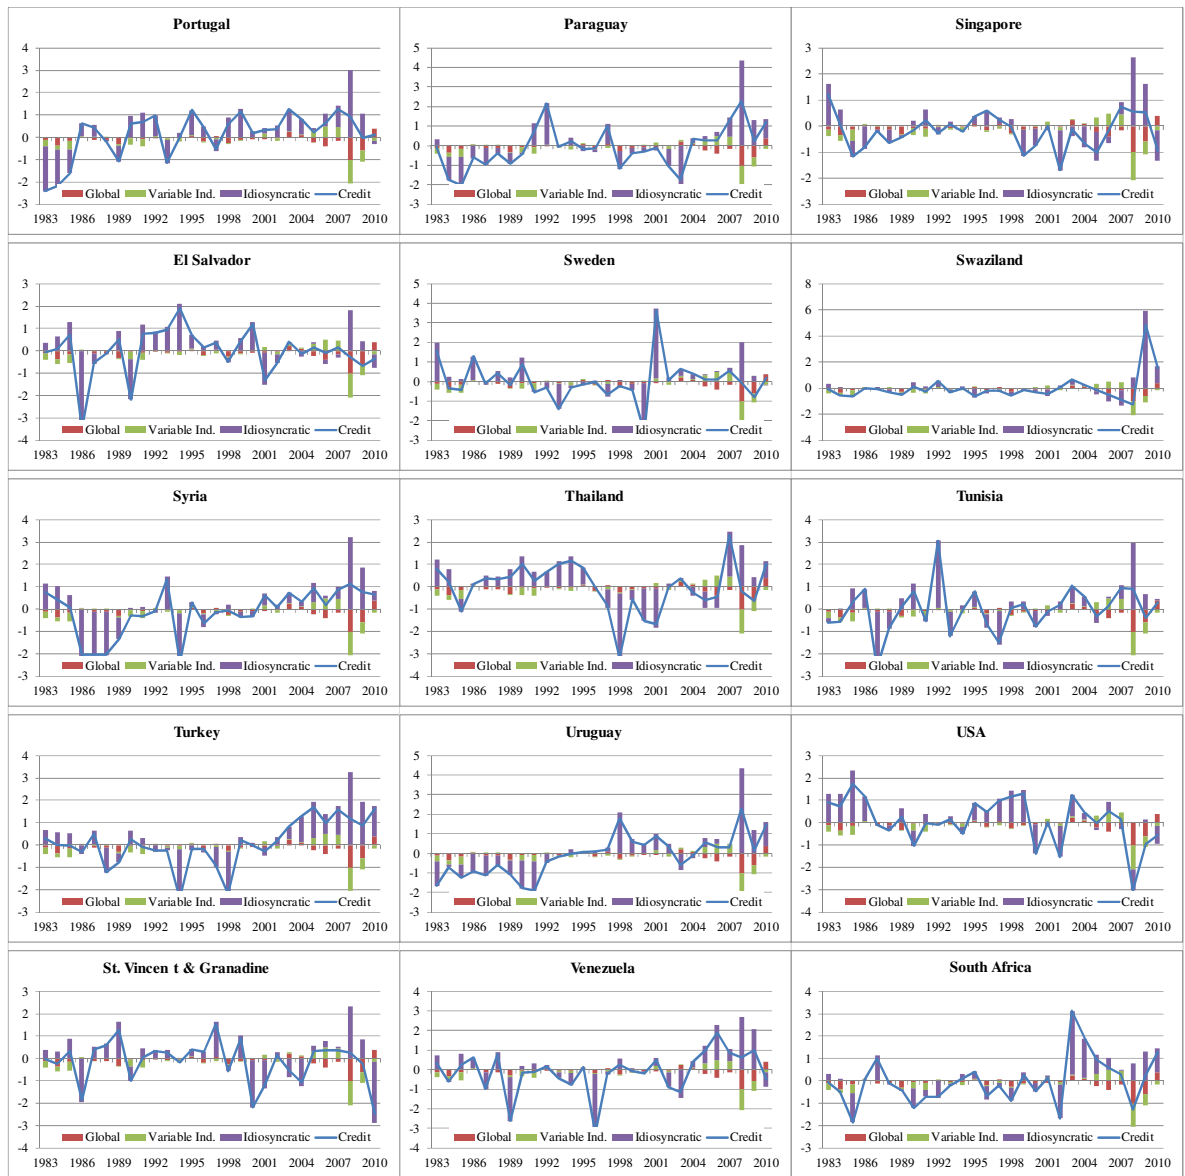 Portugal
4
3
2
1
0
-1
-2
-3
Global Variable Ind. Idiosyncratic Credit
1983 1986 1989 1992 1995 1998 2001 2004 2007 2010
Paraguay
5
4
3
2
1
0
-1
-2
-3
Global Variable Ind. Idiosyncratic Credit
1983 1986 1989 1992 1995 1998 2001 2004 2007 2010
Singapore
3
2
1
0
-1
-2
-3
Global Variable Ind. Idiosyncratic Credit
1983 1986 1989 1992 1995 1998 2001 2004 2007 2010
El Salvador
3
2
1
0
-1
-2
-3
-4
Global Variable Ind. Idiosyncratic Credit
1983 1986 1989 1992 1995 1998 2001 2004 2007 2010
Sweden
5
4
3
2
1
0
-1
-2
-3
Global Variable Ind. Idiosyncratic Credit
1983 1986 1989 1992 1995 1998 2001 2004 2007 2010
Swaziland
8
6
4
2
0
-2
-4
Global Variable Ind. Idiosyncratic Credit
1983 1986 1989 1992 1995 1998 2001 2004 2007 2010
Syria
4
3
2
1
0
-1
-2
-3
Global Variable Ind. Idiosyncratic Credit
1983 1986 1989 1992 1995 1998 2001 2004 2007 2010
Thailand
3
2
1
0
-1
-2
-3
-4
Global Variable Ind. Idiosyncratic Credit
1983 1986 1989 1992 1995 1998 2001 2004 2007 2010
Tunisia
4
3
2
1
0
-1
-2
-3
Global Variable Ind. Idiosyncratic Credit
1983 1986 1989 1992 1995 1998 2001 2004 2007 2010
Turkey
4
3
2
1
0
-1
-2
-3
Global Variable Ind. Idiosyncratic Credit
1983 1986 1989 1992 1995 1998 2001 2004 2007 2010
Uruguay
5
4
3
2
1
0
-1
-2
-3
Global Variable Ind. Idiosyncratic Credit
1983 1986 1989 1992 1995 1998 2001 2004 2007 2010
USA
3
2
1
0
-1
-2
-3
-4
Global Variable Ind. Idiosyncratic Credit
1983 1986 1989 1992 1995 1998 2001 2004 2007 2010
St. Vincen t & Granadine
3
2
1
0
-1
-2
-3
-4
Global Variable Ind. Idiosyncratic Credit
1983 1986 1989 1992 1995 1998 2001 2004 2007 2010
Venezuela
4
3
2
1
0
-1
-2
-3
-4
Global Variable Ind. Idiosyncratic Credit
1983 1986 1989 1992 1995 1998 2001 2004 2007 2010
South Africa
4
3
2
1
0
-1
-2
-3
Global Variable Ind. Idiosyncratic Credit
1983 1986 1989 1992 1995 1998 2001 2004 2007 2010